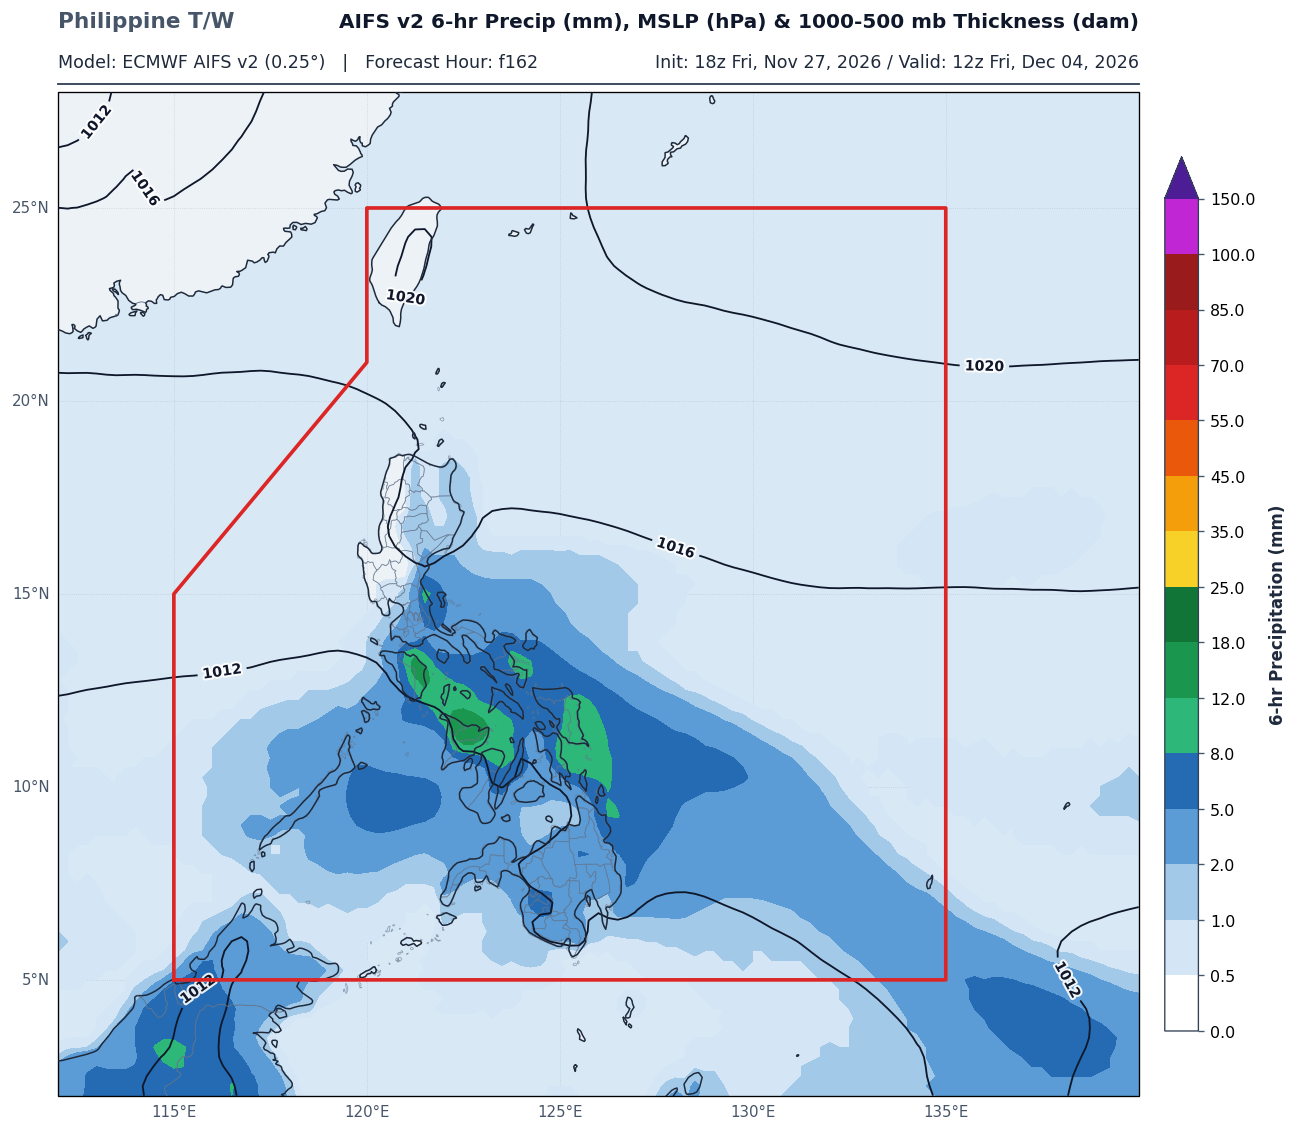 Philippine T/W
AIFS v2 6-hr Precip (mm), MSLP (hPa) & 1000-500 mb Thickness (dam)
Model: ECMWF AIFS v2 (0.25°) | Forecast Hour: f162
Init: 18z Fri, Nov 27, 2026 / Valid: 12z Fri, Dec 04, 2026
1012
1016
25°N
1020
1020
20°N
1016
15°N
1012
10°N
5°N
1012
1012
115°E
120°E
125°E
130°E
135°E
150.0
100.0
85.0
70.0
55.0
45.0
35.0
25.0
18.0
12.0
8.0
5.0
2.0
1.0
0.5
0.0
6-hr Precipitation (mm)